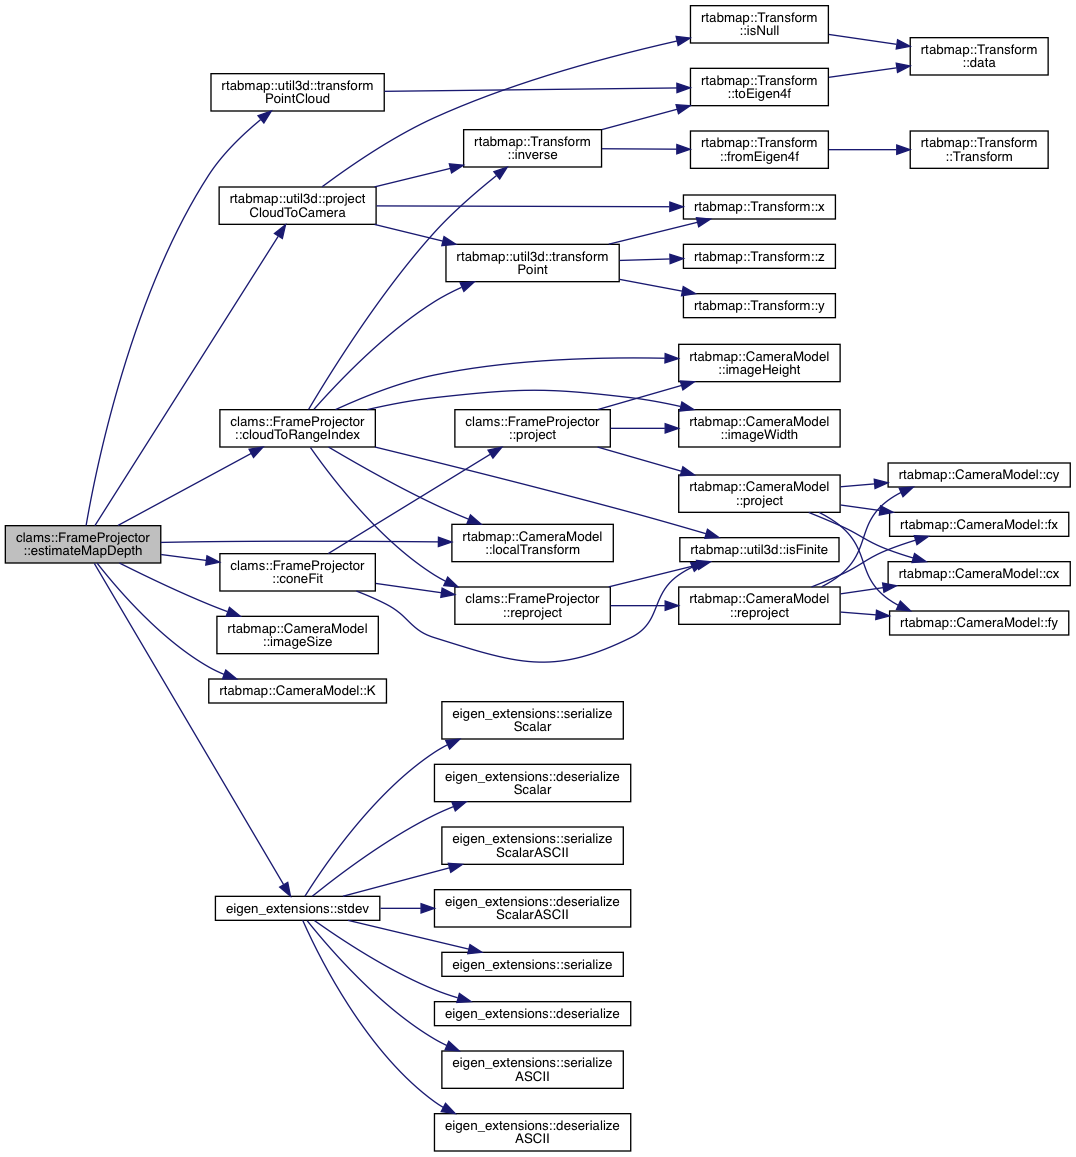 clams::FrameProjector
::estimateMapDepth
rtabmap::util3d::transform
PointCloud
rtabmap::util3d::project
CloudToCamera
clams::FrameProjector
::cloudToRangeIndex
clams::FrameProjector
::coneFit
rtabmap::CameraModel
::imageSize
rtabmap::CameraModel::K
eigen_extensions::stdev
rtabmap::Transform
::inverse
rtabmap::util3d::transform
Point
clams::FrameProjector
::project
rtabmap::CameraModel
::localTransform
clams::FrameProjector
::reproject
eigen_extensions::serialize
Scalar
eigen_extensions::deserialize
Scalar
eigen_extensions::serialize
ScalarASCII
eigen_extensions::deserialize
ScalarASCII
eigen_extensions::serialize
eigen_extensions::deserialize
eigen_extensions::serialize
ASCII
eigen_extensions::deserialize
ASCII
rtabmap::Transform
::isNull
rtabmap::Transform
::toEigen4f
rtabmap::Transform
::fromEigen4f
rtabmap::Transform::x
rtabmap::Transform::z
rtabmap::Transform::y
rtabmap::CameraModel
::imageHeight
rtabmap::CameraModel
::imageWidth
rtabmap::CameraModel
::project
rtabmap::util3d::isFinite
rtabmap::CameraModel
::reproject
rtabmap::Transform
::data
rtabmap::Transform
::Transform
rtabmap::CameraModel::cy
rtabmap::CameraModel::fx
rtabmap::CameraModel::cx
rtabmap::CameraModel::fy